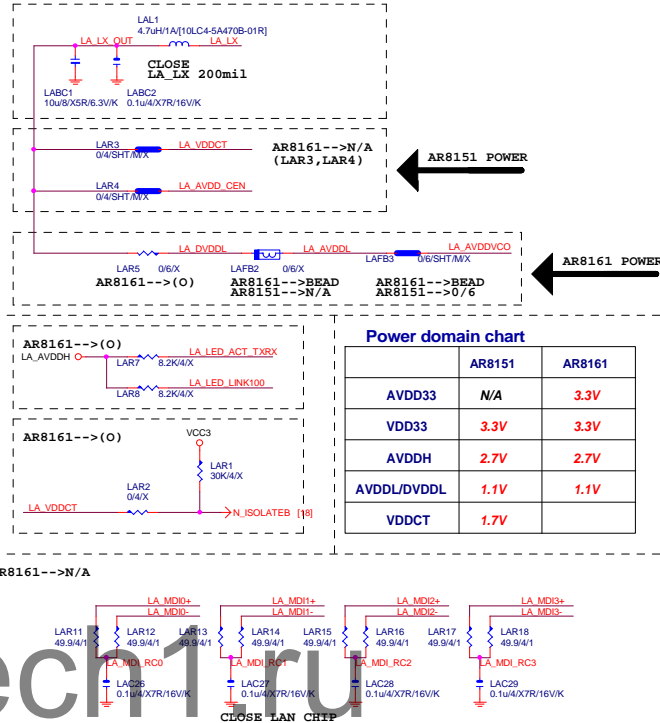 LAL1
4.7uH/1A/[10LC4-5A470B-01R]
LA_LX_OUT
LA_LX
CLOSE
LA_LX 200mil
LABC1
10u/8/X5R/6.3V/K
LABC2
0.1u/4/X7R/16V/K
LAR3
0/4/SHT/M/X
LA_VDDCT
AR8161-->N/A
(LAR3,LAR4)
AR8151 POWER
LAR4
0/4/SHT/M/X
LA_AVDD_CEN
LA_DVDDL
LA_AVDDL
LA_AVDDVCO
LAR5 0/6/X
LAFB2 0/6/X
LAFB3 0/6/SHT/M/X
AR8161-->(O)
AR8161-->BEAD
AR8151-->N/A
AR8161-->BEAD
AR8151-->0/6
AR8161 POWER
AR8161-->(O)
LA_AVDDH
LAR7 8.2K/4/X
LA_LED_ACT_TXRX
LAR8 8.2K/4/X
LA_LED_LINK100
AR8161-->(O)
VCC3
LAR1
30K/4/X
LAR2
0/4/X
LA_VDDCT
N_ISOLATEB [18]
Power domain chart
AR8151 AR8161
AVDD33 N/A 3.3V
VDD33 3.3V 3.3V
AVDDH 2.7V 2.7V
AVDDL/DVDDL 1.1V 1.1V
VDDCT 1.7V
R8161-->N/A
LA_MDI0+ LA_MDI1+ LA_MDI2+ LA_MDI3+
LA_MDI0- LA_MDI1- LA_MDI2- LA_MDI3-
LAR11 LAR12 LAR13 LAR14 LAR15 LAR16 LAR17 LAR18
49.9/4/1 49.9/4/1 49.9/4/1 49.9/4/1 49.9/4/1 49.9/4/1 49.9/4/1 49.9/4/1
LA_MDI_RC0 LA_MDI_RC1 LA_MDI_RC2 LA_MDI_RC3
LAC26 LAC27 LAC28 LAC29
0.1u/4/X7R/16V/K 0.1u/4/X7R/16V/K 0.1u/4/X7R/16V/K 0.1u/4/X7R/16V/K
CLOSE LAN CHIP
ech1.ru